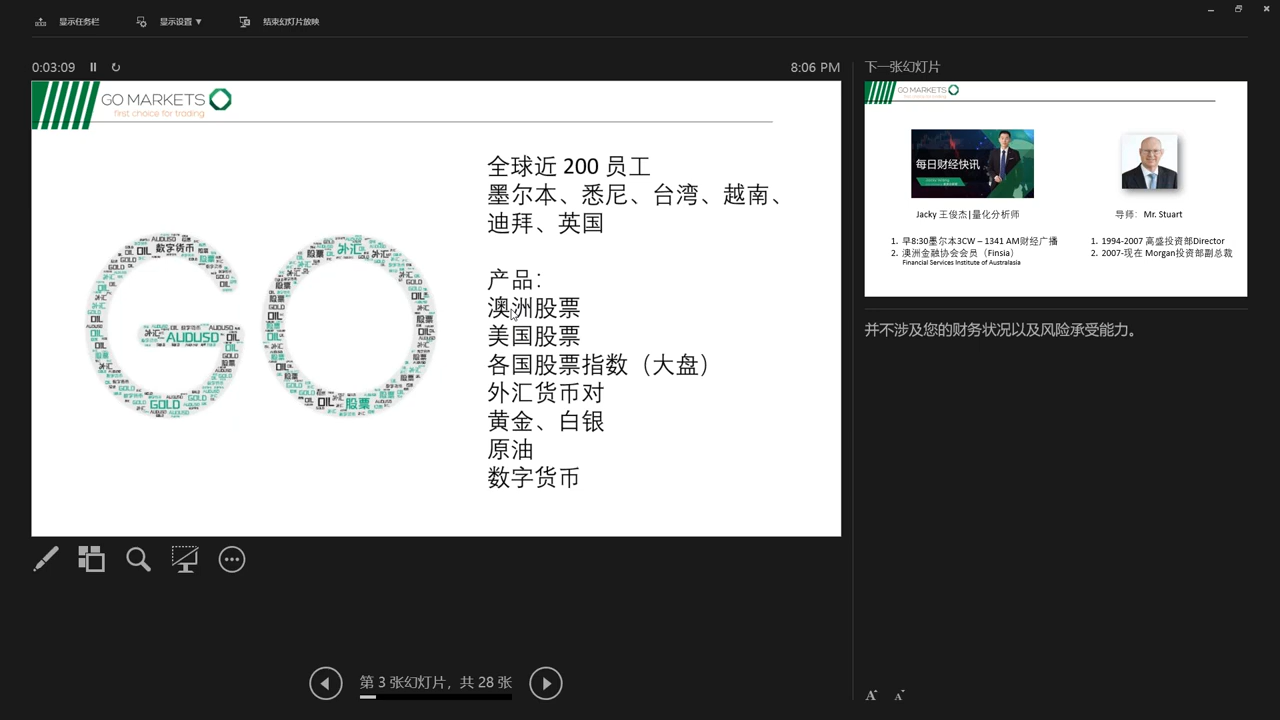 显示任务栏
显示设置 ▼
结束幻灯片放映
0:03:09
8:06 PM
GO MARKETS
first choice for trading
全球近 200 员工
墨尔本、悉尼、台湾、越南、
迪拜、英国
产品：
澳洲股票
美国股票
各国股票指数（大盘）
外汇货币对
黄金、白银
原油
数字货币
OIL 数字货币
AUDUSD
GOLD
外汇
OIL
股票
第 3 张幻灯片，共 28 张
下一张幻灯片
GO MARKETS
first choice for trading
每日财经快讯
Jacky 王俊杰|量化分析师
1. 早8:30墨尔本3CW – 1341 AM财经广播
2. 澳洲金融协会会员（Finsia）
Financial Services Institute of Australasia
导师： Mr. Stuart
1. 1994-2007 高盛投资部Director
2. 2007-现在 Morgan投资部副总裁
并不涉及您的财务状况以及风险承受能力。
A A